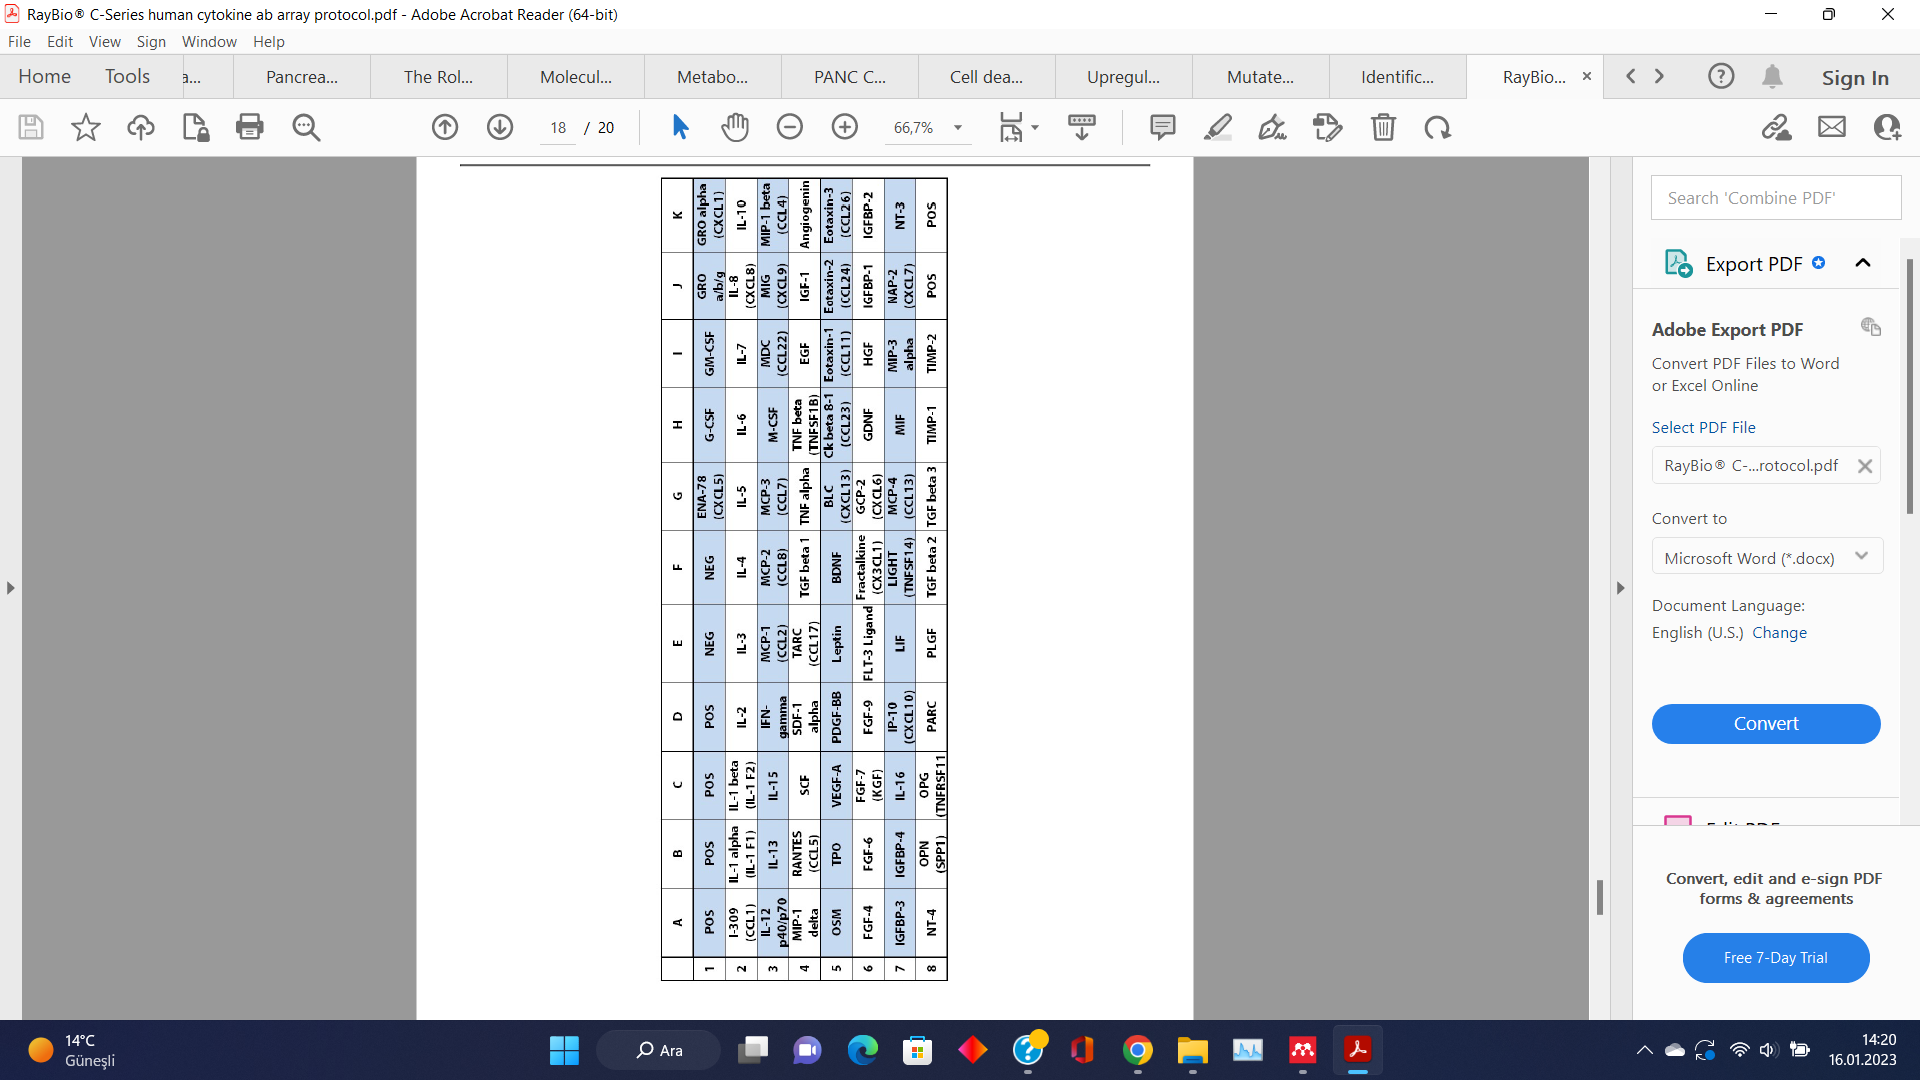 RayBio® C-Series human cytokine ab array protocol.pdf - Adobe Acrobat Reader (64-bit)
File Edit View Sign Window Help
Home Tools a... Pancrea... The Rol... Molecul... Metabo... PANC C... Cell dea... Upregul... Mutate... Identific... RayBio... Sign In
18 / 20 66,7%
A B C D E F G H I J K
1 POS POS POS POS NEG NEG ENA-78 (CXCL5) G-CSF GM-CSF GRO a/b/g GRO alpha (CXCL1)
2 I-309 (CCL1) IL-1 alpha (IL-1 F1) IL-1 beta (IL-1 F2) IL-2 IL-3 IL-4 IL-5 IL-6 IL-7 IL-8 (CXCL8) IL-10
3 IL-12 p40/p70 IL-13 IL-15 IFN-gamma MCP-1 (CCL2) MCP-2 (CCL8) MCP-3 (CCL7) M-CSF MDC (CCL22) MIG (CXCL9) MIP-1 beta (CCL4)
4 MIP-1 delta RANTES (CCL5) SCF SDF-1 alpha TARC (CCL17) TGF beta 1 TNF alpha TNF beta (TNFSF1B) EGF IGF-1 Angiogenin
5 OSM TPO VEGF-A PDGF-BB Leptin BDNF BLC (CXCL13) Ck beta 8-1 (CCL23) Eotaxin-1 (CCL11) Eotaxin-2 (CCL24) Eotaxin-3 (CCL26)
6 FGF-4 FGF-6 FGF-7 (KGF) FGF-9 FLT-3 Ligand Fractalkine (CX3CL1) GCP-2 (CXCL6) GDNF HGF IGFBP-1 IGFBP-2
7 IGFBP-3 IGFBP-4 IL-16 IP-10 (CXCL10) LIF LIGHT (TNFSF14) MCP-4 (CCL13) MIF MIP-3 alpha NAP-2 (CXCL7) NT-3
8 NT-4 OPN (SPP1) OPG (TNFRSF11 PARC PLGF TGF beta 2 TGF beta 3 TIMP-1 TIMP-2 POS POS
Search 'Combine PDF'
Export PDF
Adobe Export PDF
Convert PDF Files to Word
or Excel Online
Select PDF File
RayBio® C-...rotocol.pdf
Convert to
Microsoft Word (*.docx)
Document Language:
English (U.S.) Change
Convert
Edit PDF
Convert, edit and e-sign PDF
forms & agreements
Free 7-Day Trial
14°C
Güneşli
Ara
14:20
16.01.2023